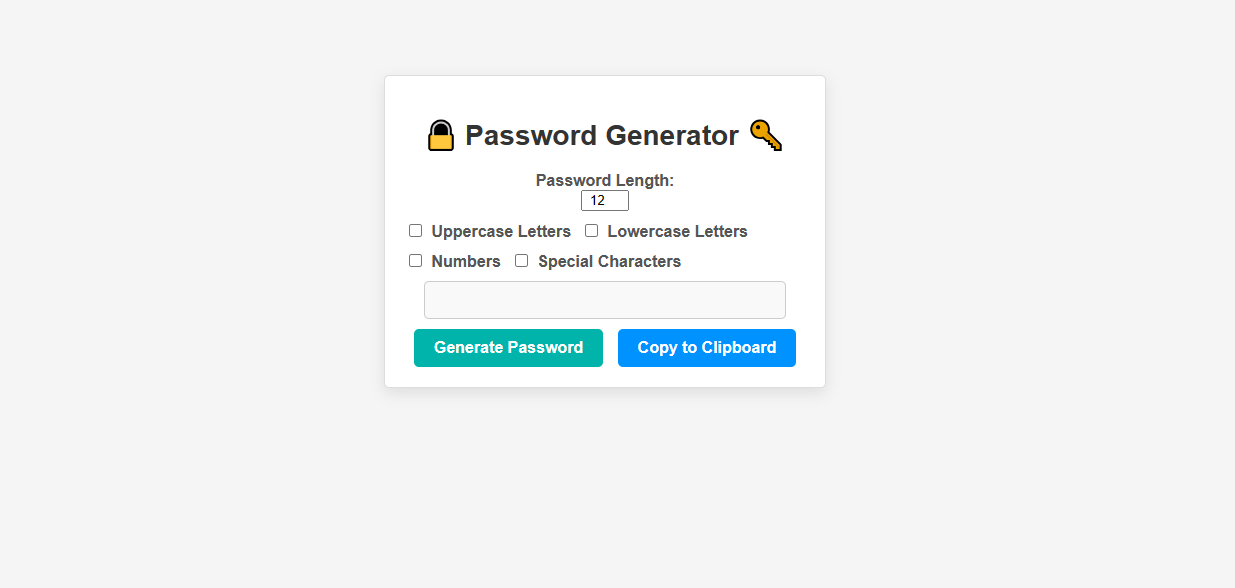 🔒 Password Generator 🔑
Password Length:
12
Uppercase Letters Lowercase Letters
Numbers Special Characters
Generate Password Copy to Clipboard